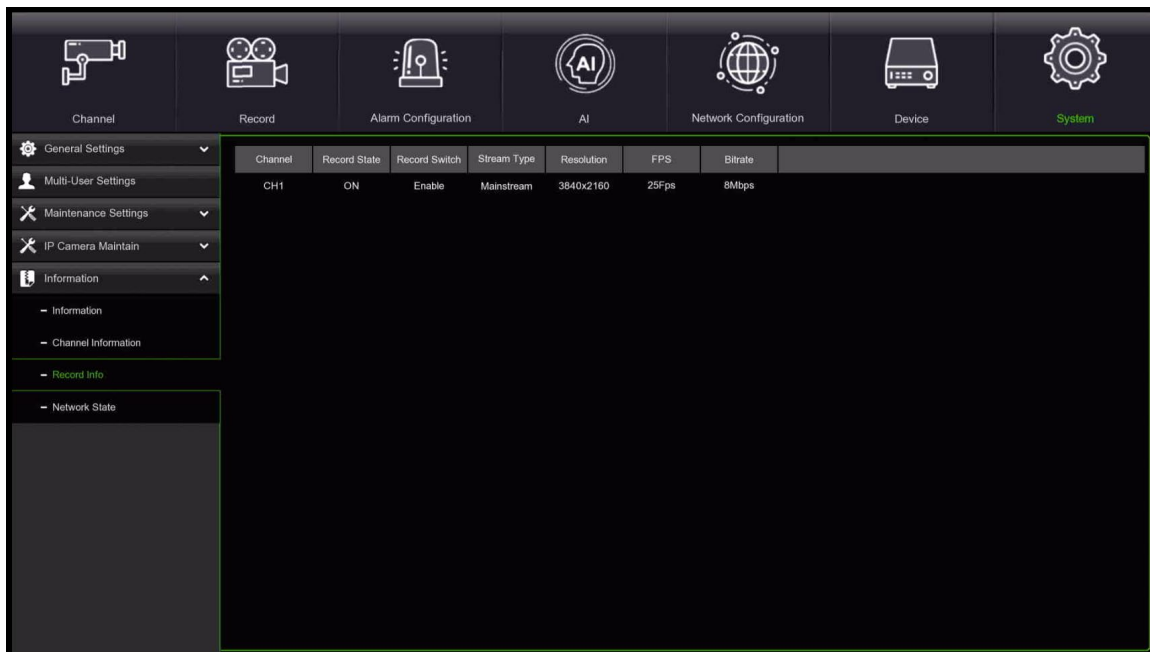 AI
Channel Record Alarm Configuration AI Network Configuration Device System
General Settings
Multi-User Settings
Maintenance Settings
IP Camera Maintain
Information
Information
Channel Information
Record Info
Network State
Channel Record State Record Switch Stream Type Resolution FPS Bitrate
CH1 ON Enable Mainstream 3840x2160 25Fps 8Mbps